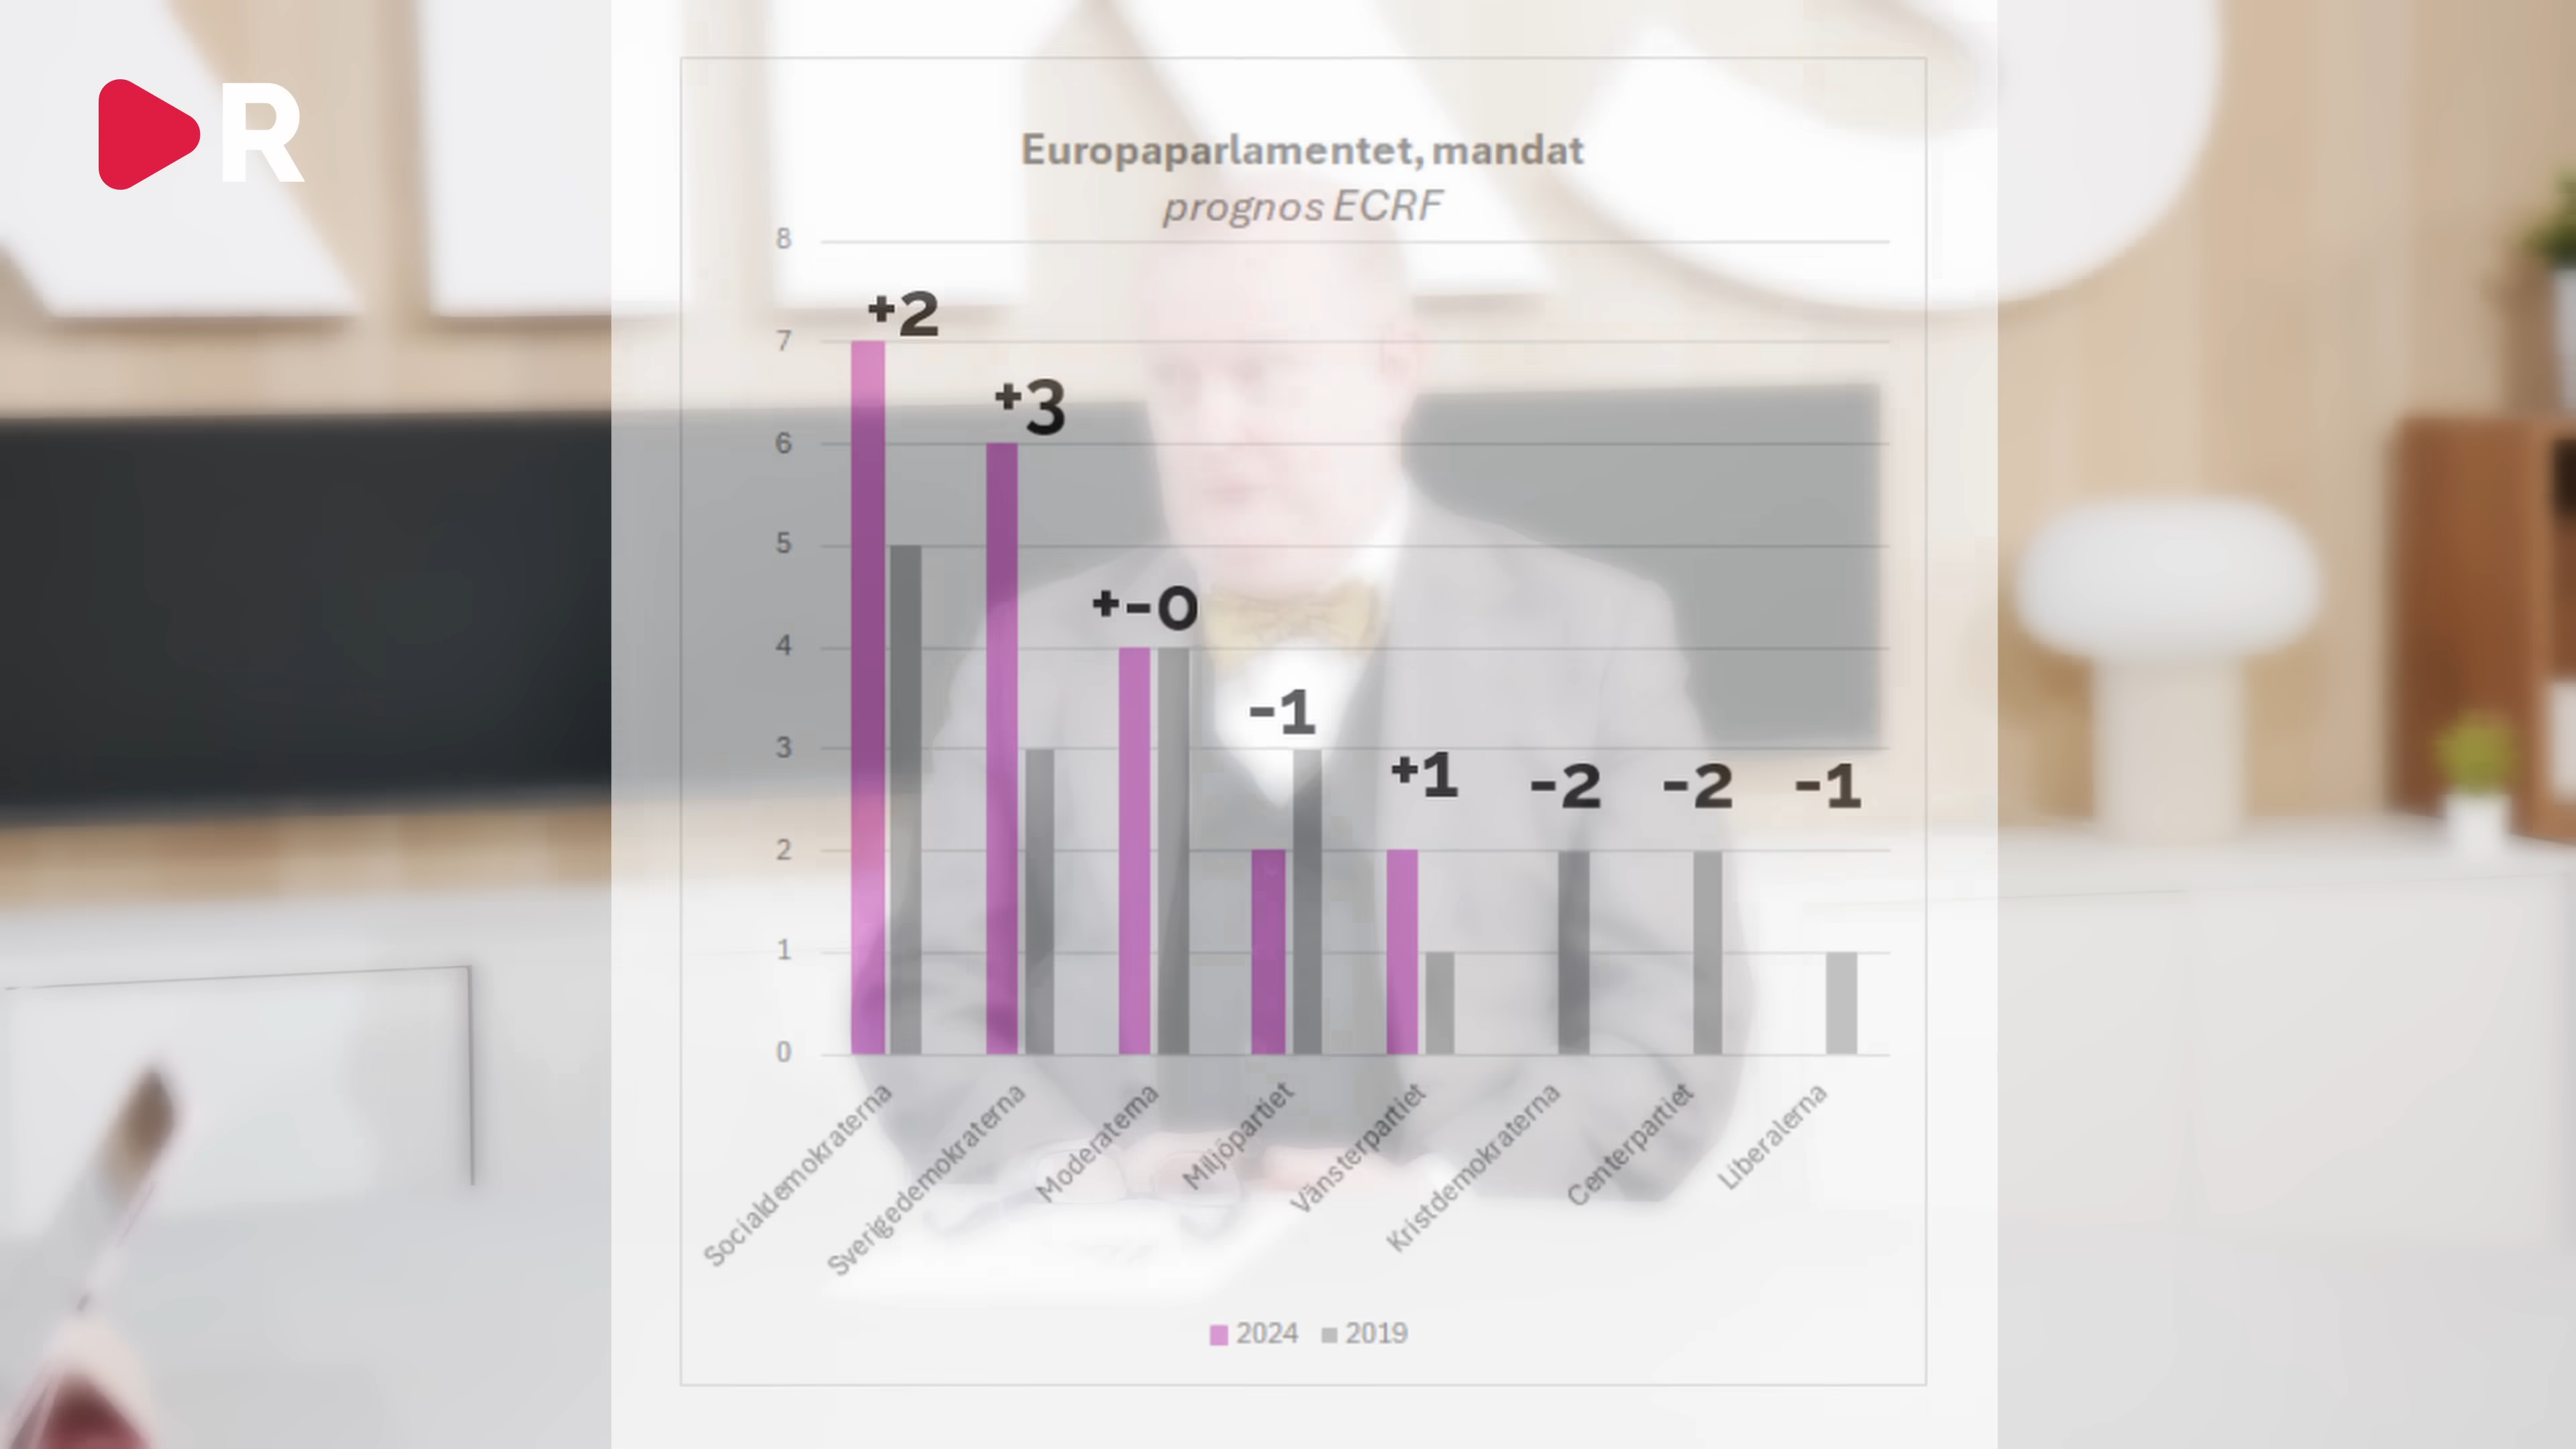 R
Europaparlamentet, mandat
prognos ECRF
8
7
6
5
4
3
2
1
0
+2
+3
+-0
-1
+1
-2
-2
-1
Socialdemokraterna
Sverigedemokraterna
Moderaterna
Miljöpartiet
Vänsterpartiet
Kristdemokraterna
Centerpartiet
Liberalerna
2024
2019